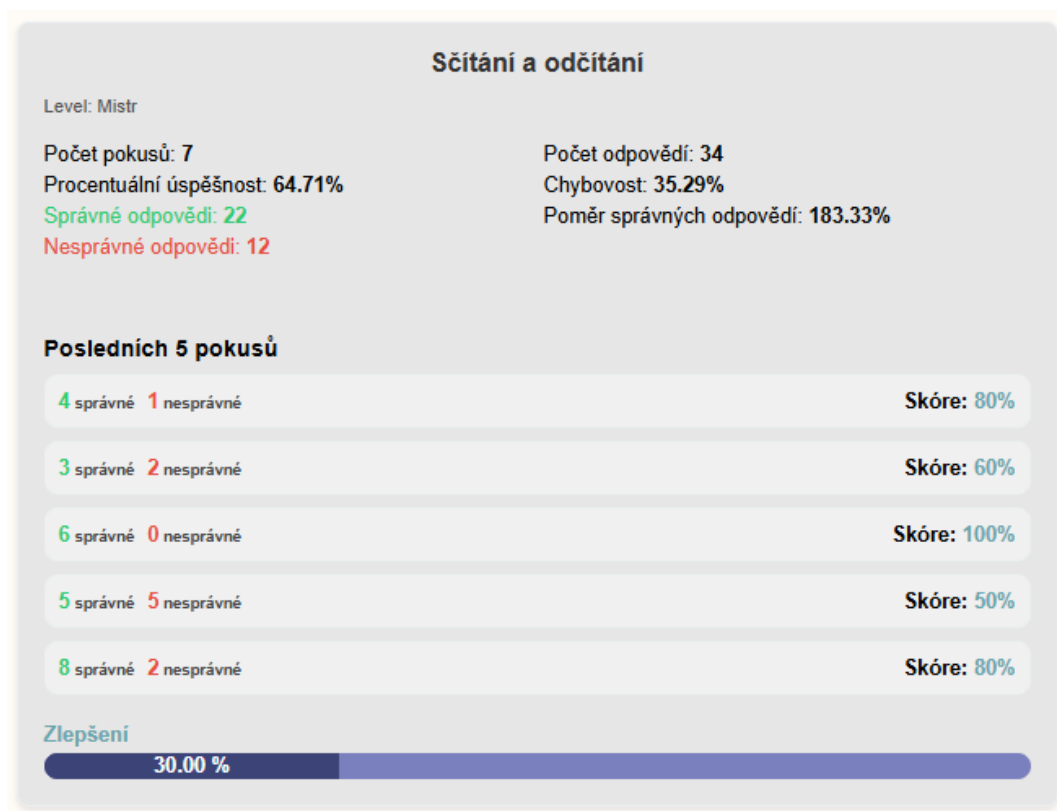 Sčítání a odčítání
Level: Mistr
Počet pokusů: 7
Procentuální úspěšnost: 64.71%
Správné odpovědi: 22
Nesprávné odpovědi: 12
Počet odpovědí: 34
Chybovost: 35.29%
Poměr správných odpovědí: 183.33%
Posledních 5 pokusů
4 správné 1 nesprávné Skóre: 80%
3 správné 2 nesprávné Skóre: 60%
6 správné 0 nesprávné Skóre: 100%
5 správné 5 nesprávné Skóre: 50%
8 správné 2 nesprávné Skóre: 80%
Zlepšení
30.00 %